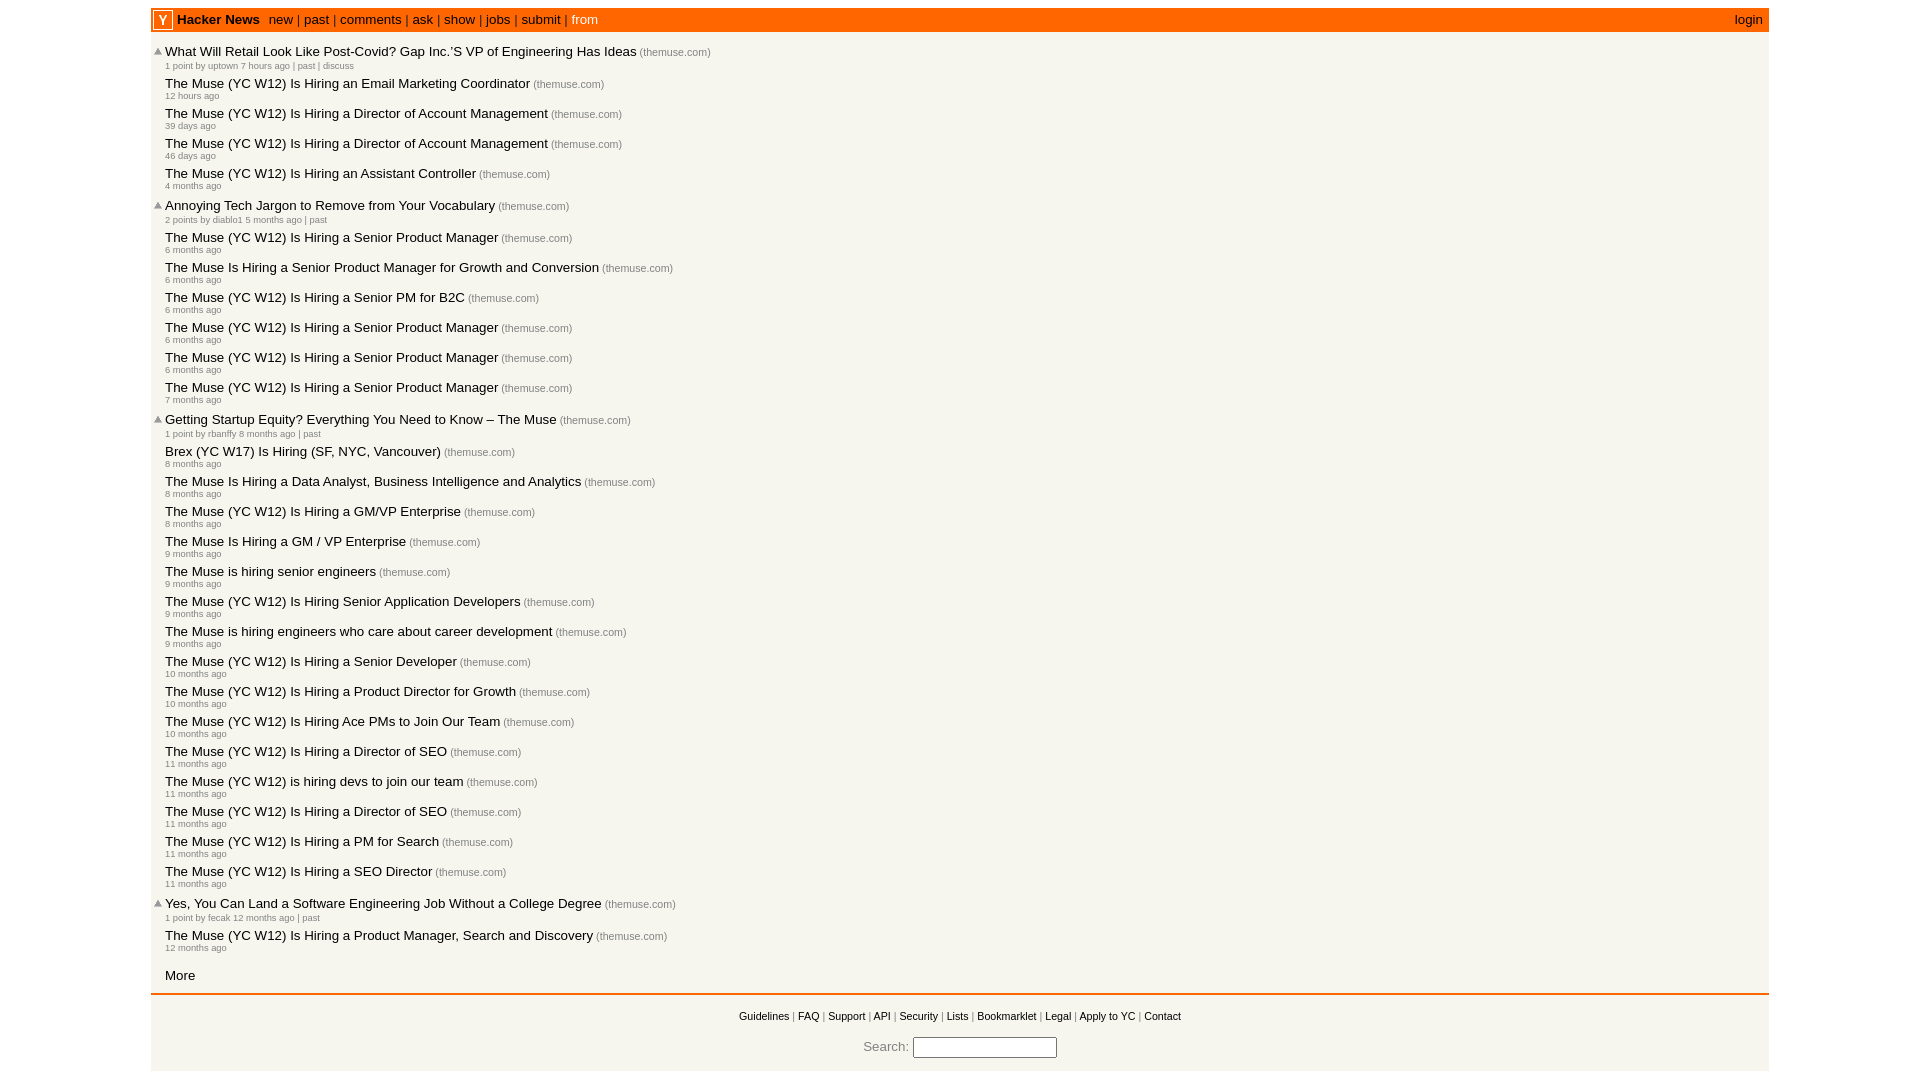 Y Hacker News new | past | comments | ask | show | jobs | submit | from login
What Will Retail Look Like Post-Covid? Gap Inc.’S VP of Engineering Has Ideas (themuse.com)
1 point by uptown 7 hours ago | past | discuss
The Muse (YC W12) Is Hiring an Email Marketing Coordinator (themuse.com)
12 hours ago
The Muse (YC W12) Is Hiring a Director of Account Management (themuse.com)
39 days ago
The Muse (YC W12) Is Hiring a Director of Account Management (themuse.com)
46 days ago
The Muse (YC W12) Is Hiring an Assistant Controller (themuse.com)
4 months ago
Annoying Tech Jargon to Remove from Your Vocabulary (themuse.com)
2 points by diablo1 5 months ago | past
The Muse (YC W12) Is Hiring a Senior Product Manager (themuse.com)
6 months ago
The Muse Is Hiring a Senior Product Manager for Growth and Conversion (themuse.com)
6 months ago
The Muse (YC W12) Is Hiring a Senior PM for B2C (themuse.com)
6 months ago
The Muse (YC W12) Is Hiring a Senior Product Manager (themuse.com)
6 months ago
The Muse (YC W12) Is Hiring a Senior Product Manager (themuse.com)
6 months ago
The Muse (YC W12) Is Hiring a Senior Product Manager (themuse.com)
7 months ago
Getting Startup Equity? Everything You Need to Know – The Muse (themuse.com)
1 point by rbanffy 8 months ago | past
Brex (YC W17) Is Hiring (SF, NYC, Vancouver) (themuse.com)
8 months ago
The Muse Is Hiring a Data Analyst, Business Intelligence and Analytics (themuse.com)
8 months ago
The Muse (YC W12) Is Hiring a GM/VP Enterprise (themuse.com)
8 months ago
The Muse Is Hiring a GM / VP Enterprise (themuse.com)
9 months ago
The Muse is hiring senior engineers (themuse.com)
9 months ago
The Muse (YC W12) Is Hiring Senior Application Developers (themuse.com)
9 months ago
The Muse is hiring engineers who care about career development (themuse.com)
9 months ago
The Muse (YC W12) Is Hiring a Senior Developer (themuse.com)
10 months ago
The Muse (YC W12) Is Hiring a Product Director for Growth (themuse.com)
10 months ago
The Muse (YC W12) Is Hiring Ace PMs to Join Our Team (themuse.com)
10 months ago
The Muse (YC W12) Is Hiring a Director of SEO (themuse.com)
11 months ago
The Muse (YC W12) is hiring devs to join our team (themuse.com)
11 months ago
The Muse (YC W12) Is Hiring a Director of SEO (themuse.com)
11 months ago
The Muse (YC W12) Is Hiring a PM for Search (themuse.com)
11 months ago
The Muse (YC W12) Is Hiring a SEO Director (themuse.com)
11 months ago
Yes, You Can Land a Software Engineering Job Without a College Degree (themuse.com)
1 point by fecak 12 months ago | past
The Muse (YC W12) Is Hiring a Product Manager, Search and Discovery (themuse.com)
12 months ago
More
Guidelines | FAQ | Support | API | Security | Lists | Bookmarklet | Legal | Apply to YC | Contact
Search: